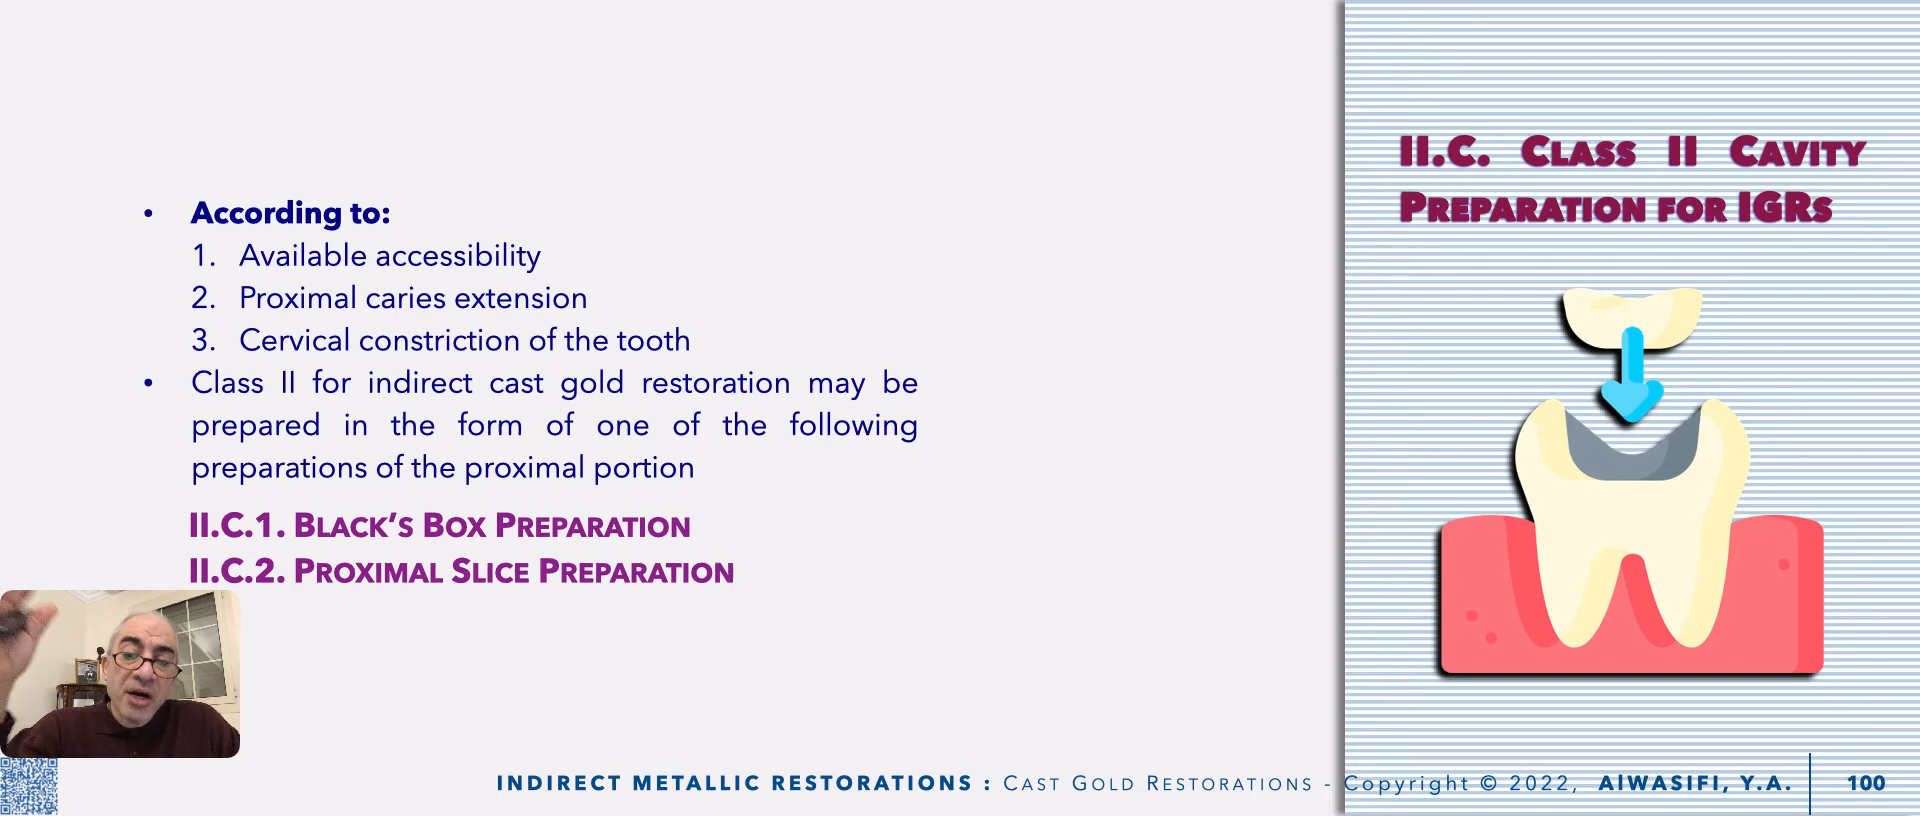 II.C. Class II Cavity
Preparation for IGRs
• According to:
1. Available accessibility
2. Proximal caries extension
3. Cervical constriction of the tooth
• Class II for indirect cast gold restoration may be
prepared in the form of one of the following
preparations of the proximal portion
II.C.1. Black’s Box Preparation
II.C.2. Proximal Slice Preparation
INDIRECT METALLIC RESTORATIONS : Cast Gold Restorations - Copyright © 2022, AlWASIFI, Y.A. 100